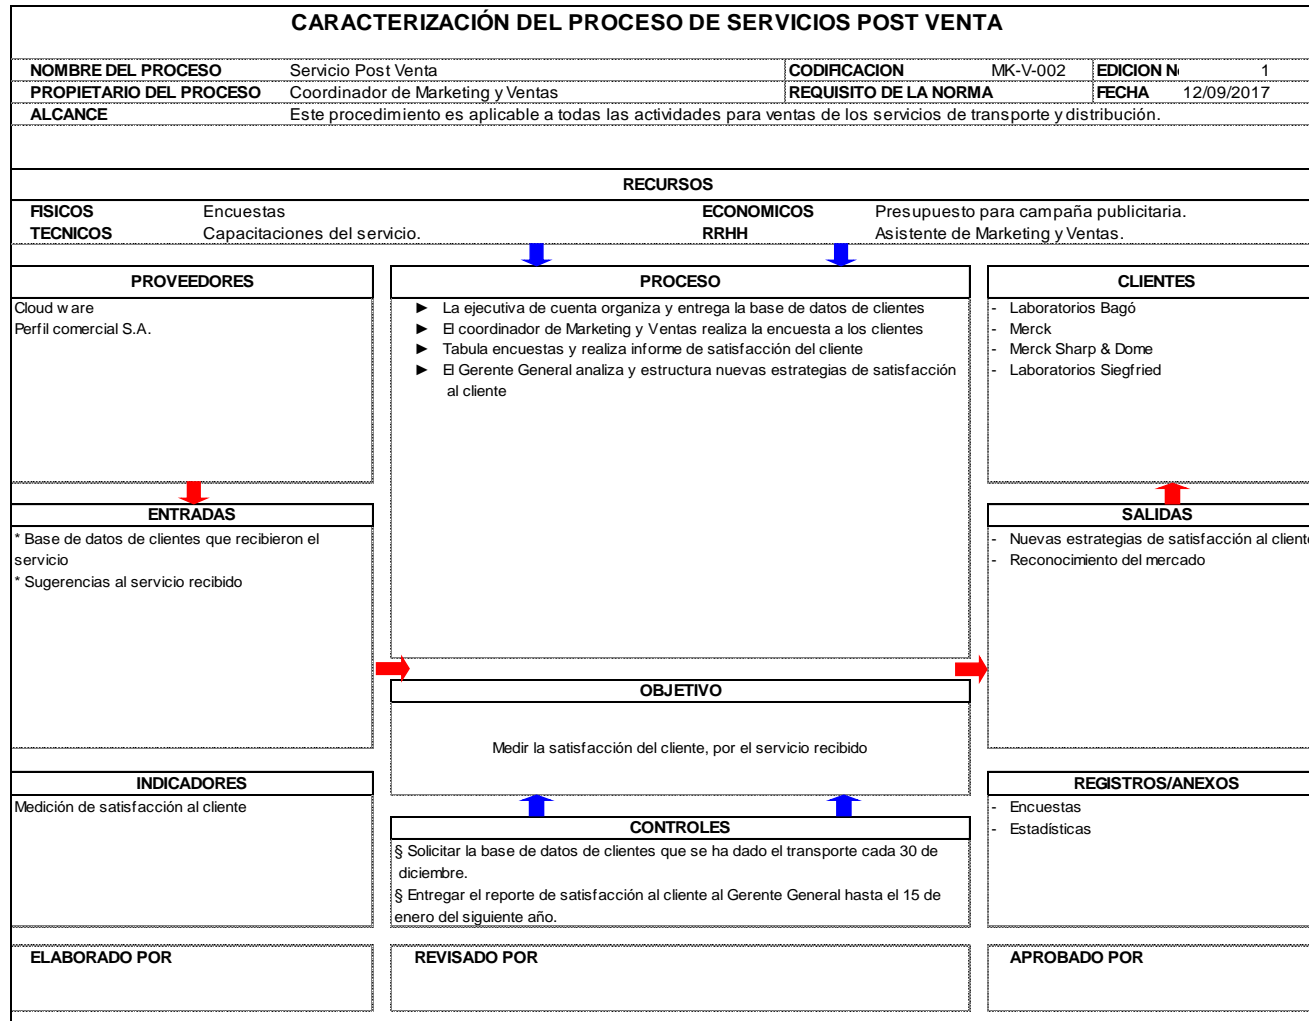 CARACTERIZACIÓN DEL PROCESO DE SERVICIOS POST VENTA
NOMBRE DEL PROCESO Servicio Post Venta CODIFICACION MK-V-002 EDICION N 1
PROPIETARIO DEL PROCESO Coordinador de Marketing y Ventas REQUISITO DE LA NORMA FECHA 12/09/2017
ALCANCE Este procedimiento es aplicable a todas las actividades para ventas de los servicios de transporte y distribución.
RECURSOS
FISICOS Encuestas ECONOMICOS Presupuesto para campaña publicitaria.
TECNICOS Capacitaciones del servicio. RRHH Asistente de Marketing y Ventas.
PROVEEDORES
Cloud ware
Perfil comercial S.A.
PROCESO
► La ejecutiva de cuenta organiza y entrega la base de datos de clientes
► El coordinador de Marketing y Ventas realiza la encuesta a los clientes
► Tabula encuestas y realiza informe de satisfacción del cliente
► El Gerente General analiza y estructura nuevas estrategias de satisfacción
al cliente
CLIENTES
- Laboratorios Bagó
- Merck
- Merck Sharp & Dome
- Laboratorios Siegfried
ENTRADAS
* Base de datos de clientes que recibieron el
servicio
* Sugerencias al servicio recibido
SALIDAS
- Nuevas estrategias de satisfacción al cliente
- Reconocimiento del mercado
OBJETIVO
Medir la satisfacción del cliente, por el servicio recibido
INDICADORES
Medición de satisfacción al cliente
CONTROLES
§ Solicitar la base de datos de clientes que se ha dado el transporte cada 30 de
diciembre.
§ Entregar el reporte de satisfacción al cliente al Gerente General hasta el 15 de
enero del siguiente año.
REGISTROS/ANEXOS
- Encuestas
- Estadísticas
ELABORADO POR REVISADO POR APROBADO POR